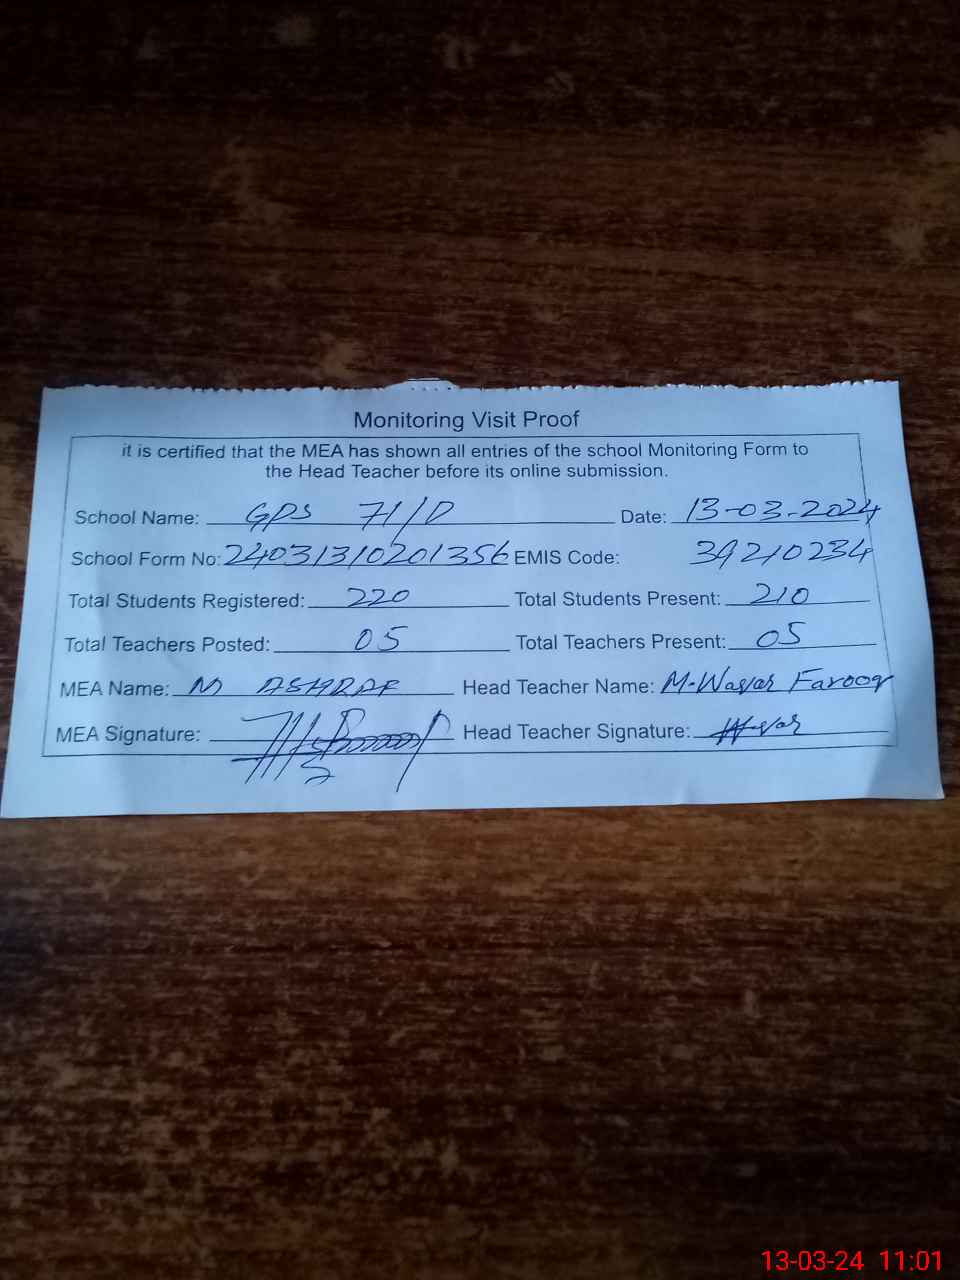 Monitoring Visit Proof
it is certified that the MEA has shown all entries of the school Monitoring Form to
the Head Teacher before its online submission.
School Name: GPS 71/D Date: 13-03-2024
School Form No: 24031310201356 EMIS Code: 39210234
Total Students Registered: 220 Total Students Present: 210
Total Teachers Posted: 05 Total Teachers Present: 05
MEA Name: M ASHRAF Head Teacher Name: M.Waqar Farooq
MEA Signature: Head Teacher Signature: Waqar
13-03-24 11:01